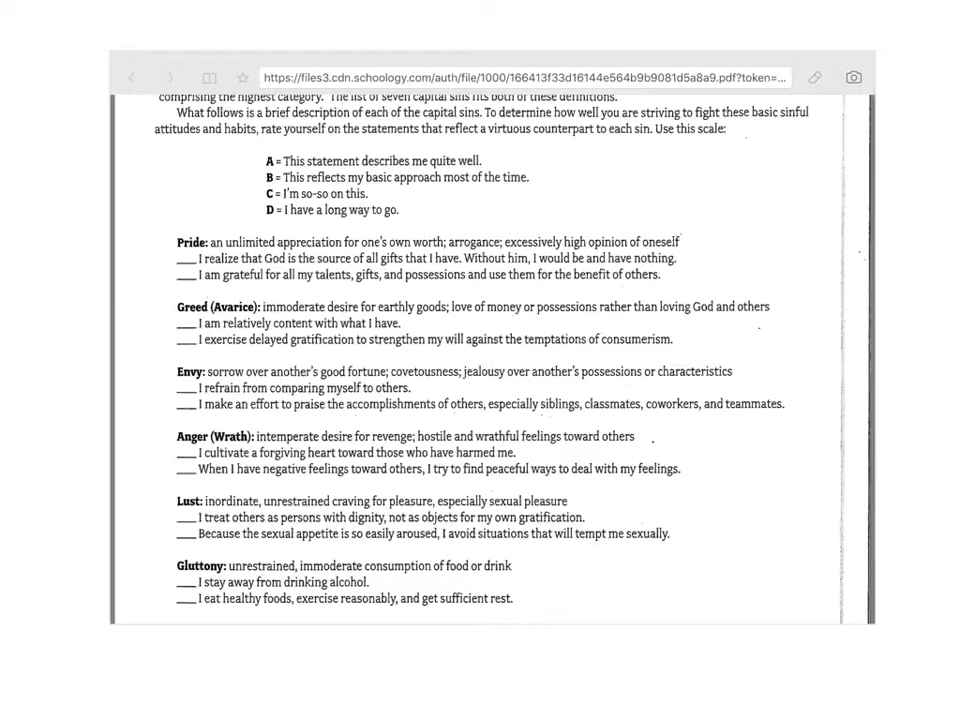 https://files3.cdn.schoology.com/auth/file/1000/166413f33d16144e564b9b9081d5a8a9.pdf?token=...
comprising the highest category. The list of seven capital sins fits both of these definitions.
What follows is a brief description of each of the capital sins. To determine how well you are striving to fight these basic sinful
attitudes and habits, rate yourself on the statements that reflect a virtuous counterpart to each sin. Use this scale:
A = This statement describes me quite well.
B = This reflects my basic approach most of the time.
C = I'm so-so on this.
D = I have a long way to go.
Pride: an unlimited appreciation for one's own worth; arrogance; excessively high opinion of oneself
___ I realize that God is the source of all gifts that I have. Without him, I would be and have nothing.
___ I am grateful for all my talents, gifts, and possessions and use them for the benefit of others.
Greed (Avarice): immoderate desire for earthly goods; love of money or possessions rather than loving God and others
___ I am relatively content with what I have.
___ I exercise delayed gratification to strengthen my will against the temptations of consumerism.
Envy: sorrow over another's good fortune; covetousness; jealousy over another's possessions or characteristics
___ I refrain from comparing myself to others.
___ I make an effort to praise the accomplishments of others, especially siblings, classmates, coworkers, and teammates.
Anger (Wrath): intemperate desire for revenge; hostile and wrathful feelings toward others
___ I cultivate a forgiving heart toward those who have harmed me.
___ When I have negative feelings toward others, I try to find peaceful ways to deal with my feelings.
Lust: inordinate, unrestrained craving for pleasure, especially sexual pleasure
___ I treat others as persons with dignity, not as objects for my own gratification.
___ Because the sexual appetite is so easily aroused, I avoid situations that will tempt me sexually.
Gluttony: unrestrained, immoderate consumption of food or drink
___ I stay away from drinking alcohol.
___ I eat healthy foods, exercise reasonably, and get sufficient rest.